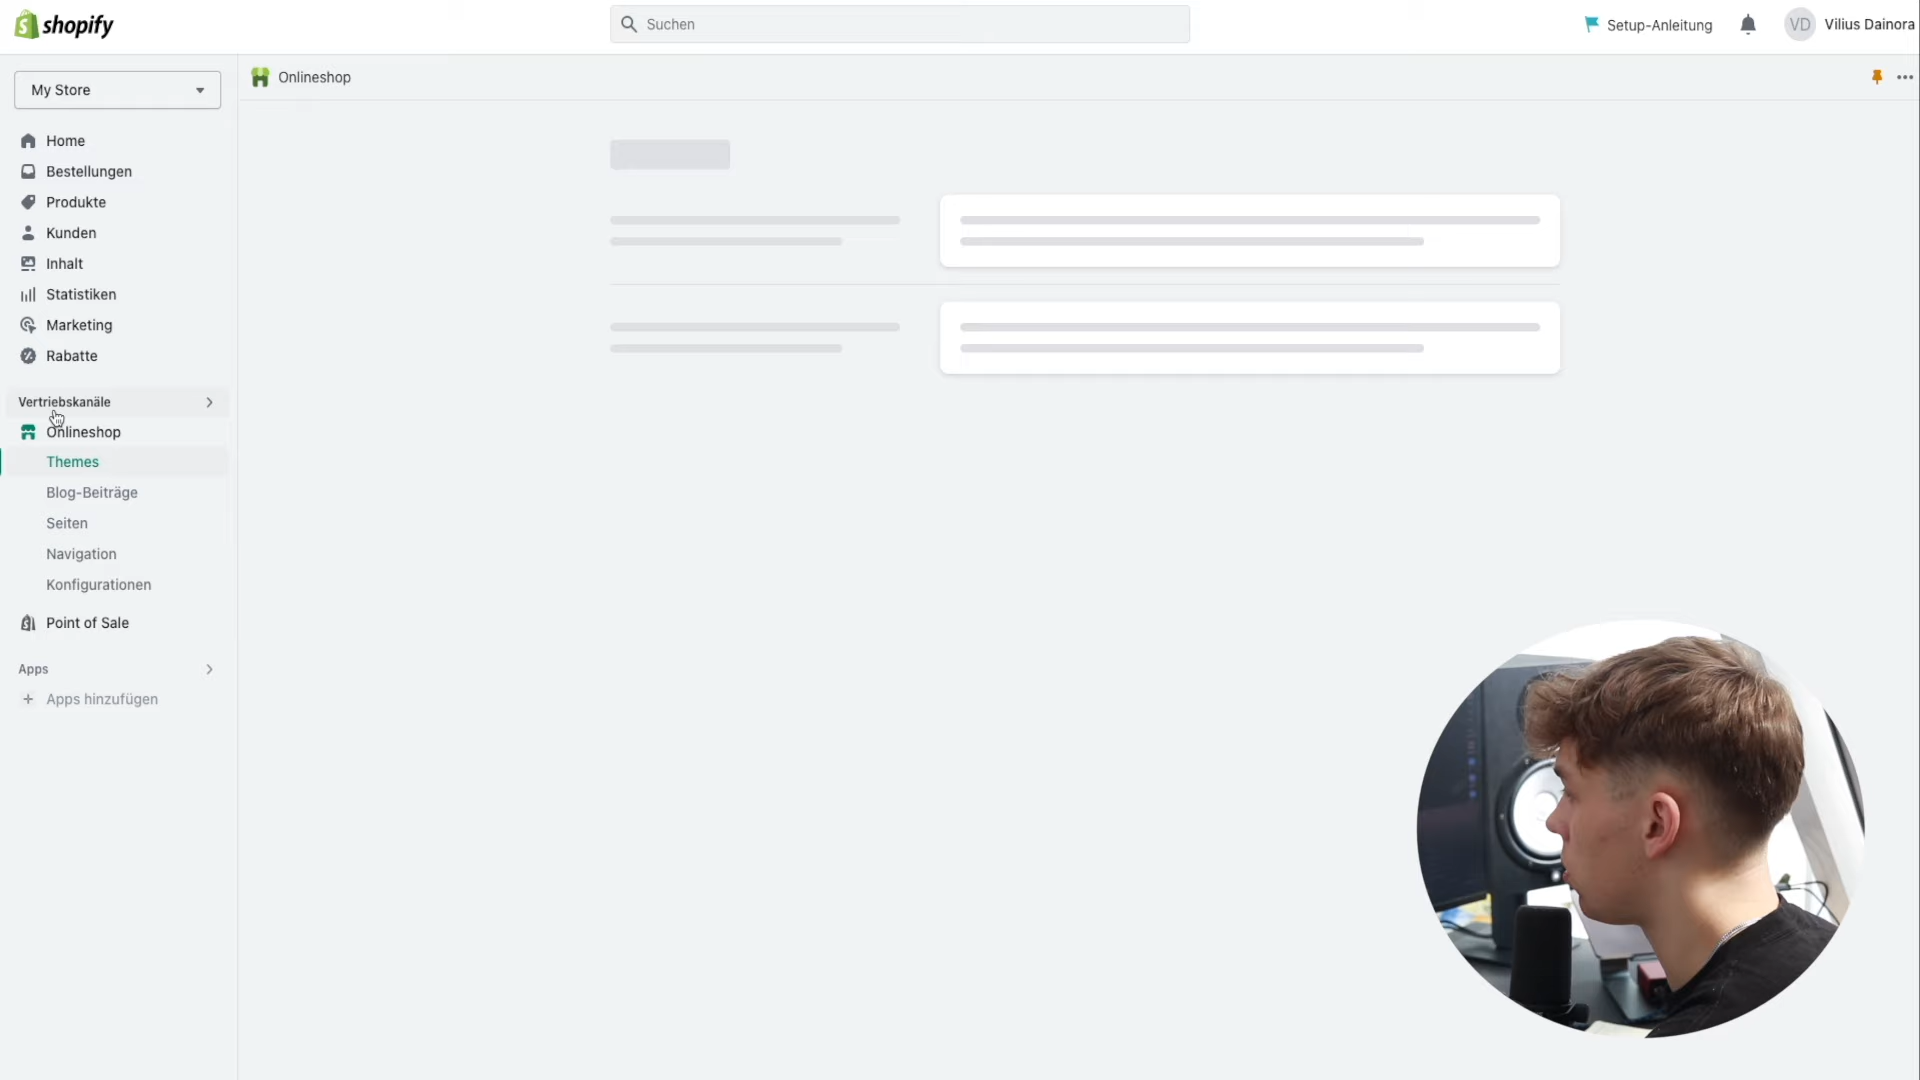 shopify
Suchen
Setup-Anleitung
VD
Vilius Dainora
My Store
Onlineshop
Home
Bestellungen
Produkte
Kunden
Inhalt
Statistiken
Marketing
Rabatte
Vertriebskanäle
Onlineshop
Themes
Blog-Beiträge
Seiten
Navigation
Konfigurationen
Point of Sale
Apps
Apps hinzufügen